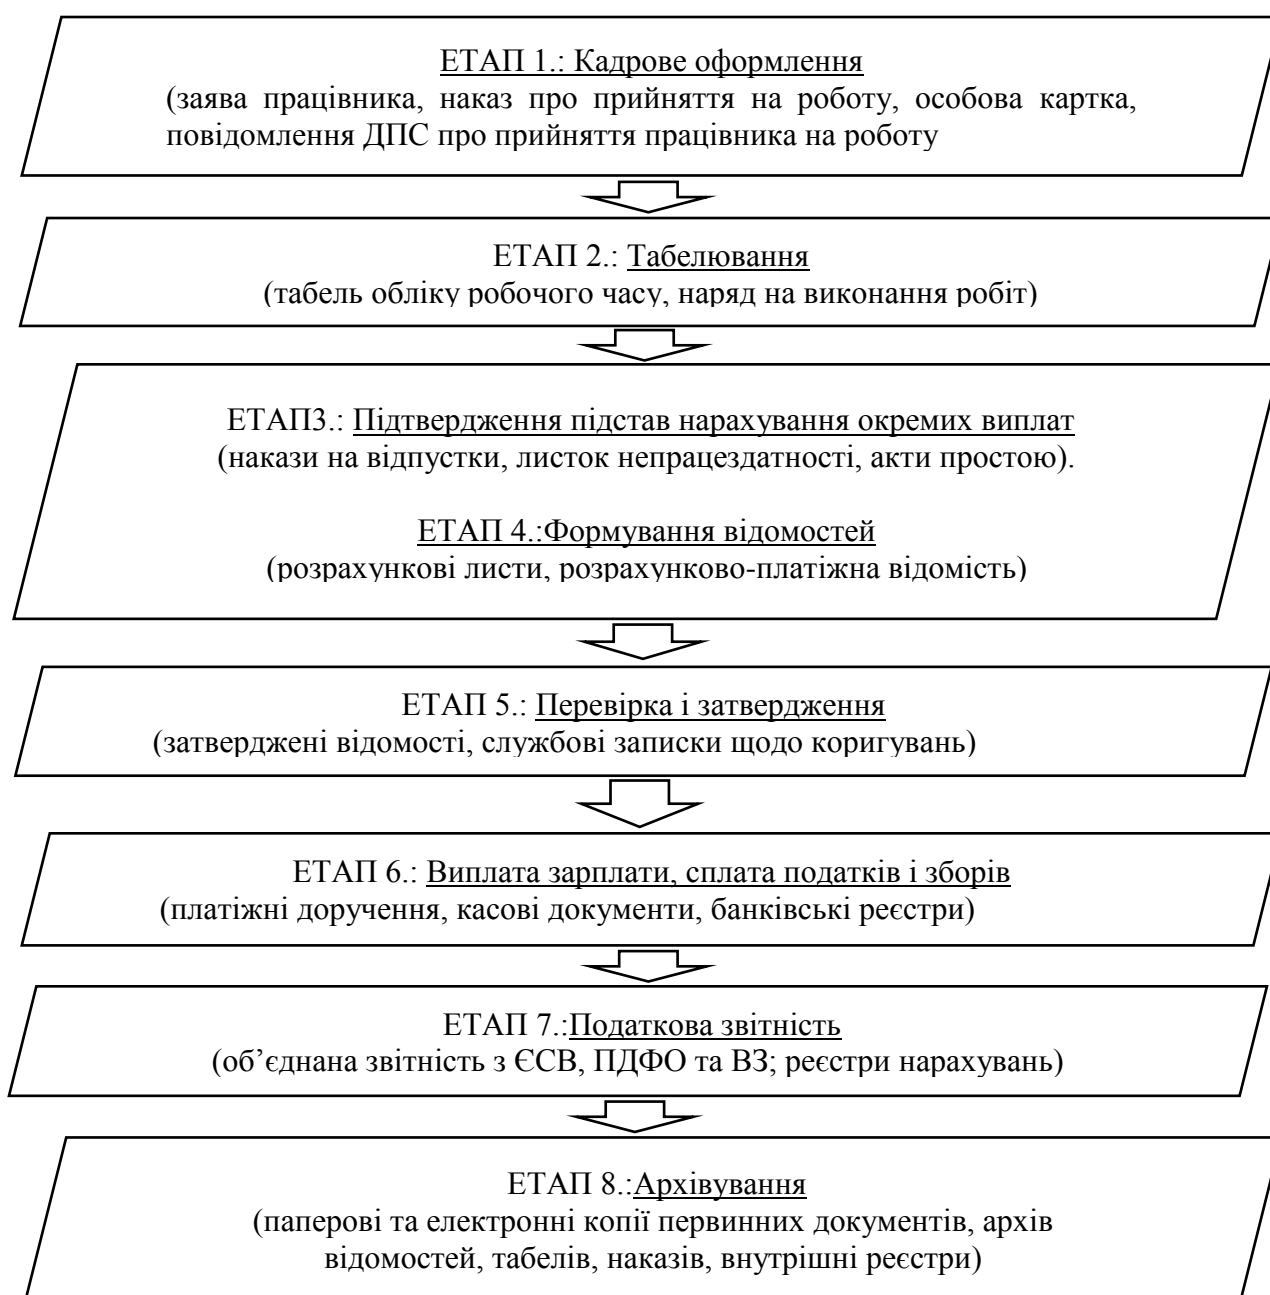 ЕТАП 1.: Кадрове оформлення
(заява працівника, наказ про прийняття на роботу, особова картка,
повідомлення ДПС про прийняття працівника на роботу
ЕТАП 2.: Табелювання
(табель обліку робочого часу, наряд на виконання робіт)
ЕТАП3.: Підтвердження підстав нарахування окремих виплат
(накази на відпустки, листок непрацездатності, акти простою).
ЕТАП 4.:Формування відомостей
(розрахункові листи, розрахунково-платіжна відомість)
ЕТАП 5.: Перевірка і затвердження
(затверджені відомості, службові записки щодо коригувань)
ЕТАП 6.: Виплата зарплати, сплата податків і зборів
(платіжні доручення, касові документи, банківські реєстри)
ЕТАП 7.:Податкова звітність
(об’єднана звітність з ЄСВ, ПДФО та ВЗ; реєстри нарахувань)
ЕТАП 8.:Архівування
(паперові та електронні копії первинних документів, архів
відомостей, табелів, наказів, внутрішні реєстри)